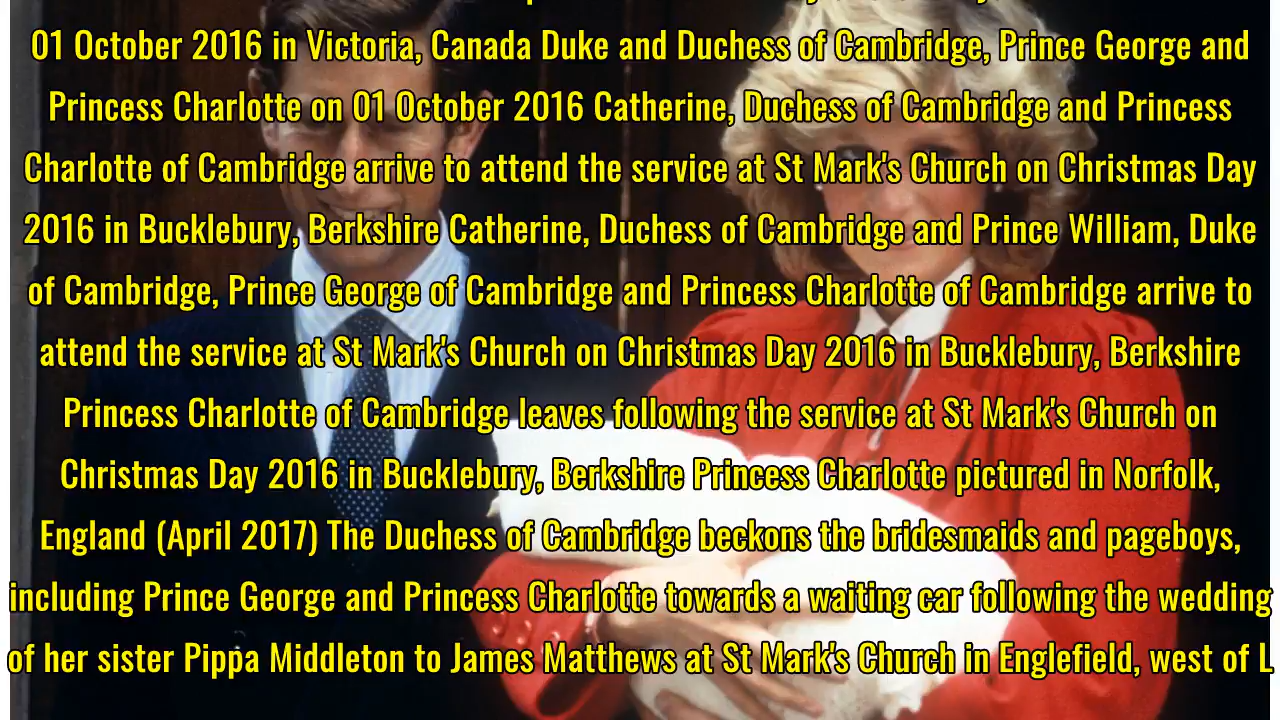 01 October 2016 in Victoria, Canada Duke and Duchess of Cambridge, Prince George and
Princess Charlotte on 01 October 2016 Catherine, Duchess of Cambridge and Princess
Charlotte of Cambridge arrive to attend the service at St Mark's Church on Christmas Day
2016 in Bucklebury, Berkshire Catherine, Duchess of Cambridge and Prince William, Duke
of Cambridge, Prince George of Cambridge and Princess Charlotte of Cambridge arrive to
attend the service at St Mark's Church on Christmas Day 2016 in Bucklebury, Berkshire
Princess Charlotte of Cambridge leaves following the service at St Mark's Church on
Christmas Day 2016 in Bucklebury, Berkshire Princess Charlotte pictured in Norfolk,
England (April 2017) The Duchess of Cambridge beckons the bridesmaids and pageboys,
including Prince George and Princess Charlotte towards a waiting car following the wedding
of her sister Pippa Middleton to James Matthews at St Mark's Church in Englefield, west of L